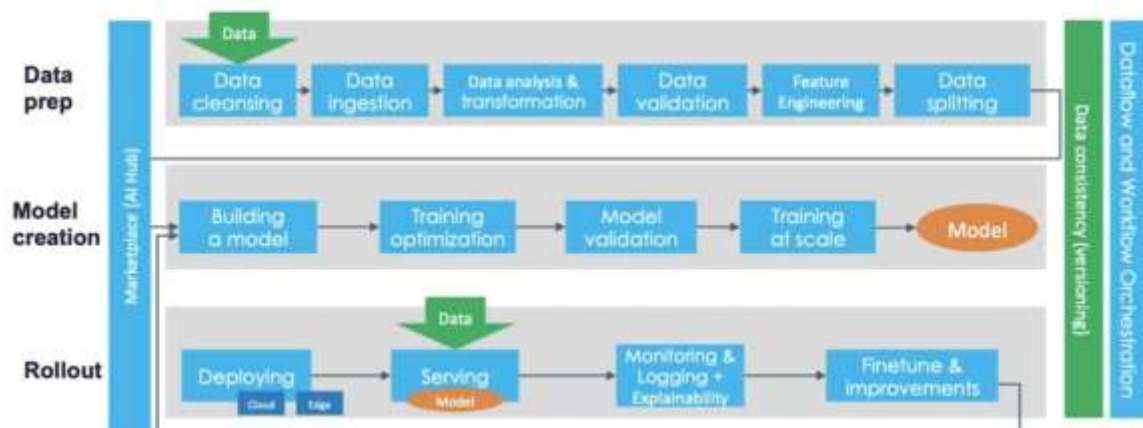 Data
Data
prep
Data
cleansing
Data
ingestion
Data analysis &
transformation
Data
validation
Feature
Engineering
Data
splitting
Marketplace (AI Hub)
Model
creation
Building
a model
Training
optimization
Model
validation
Training
at scale
Model
Data
Rollout
Deploying
Cloud
Edge
Serving
Model
Monitoring &
Logging +
Explainability
Finetune &
improvements
Data consistency (versioning)
Dataflow and Workflow Orchestration